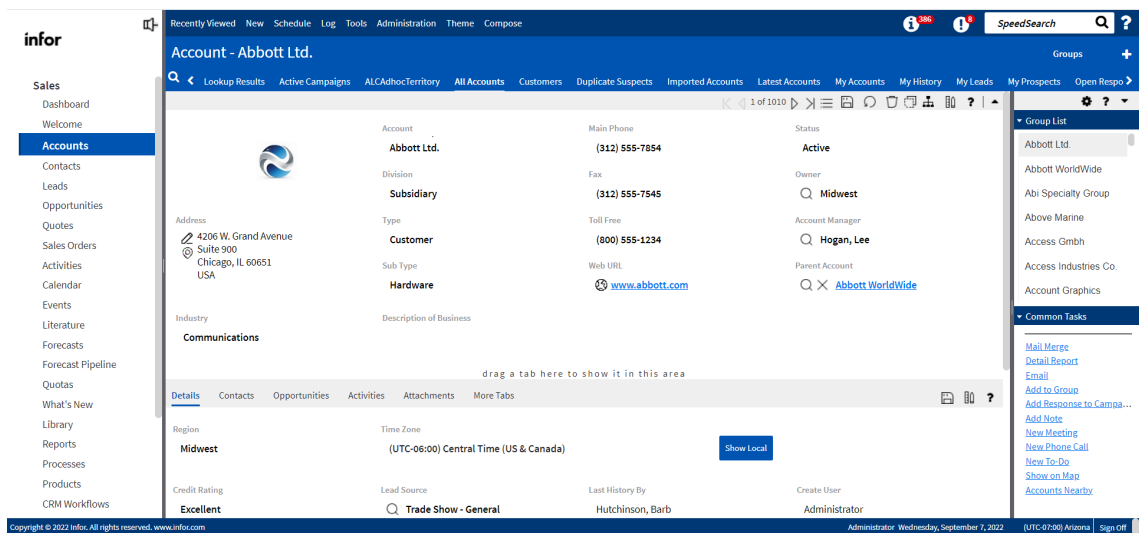 infor
Recently Viewed New Schedule Log Tools Administration Theme Compose
386
8
SpeedSearch
?
Account - Abbott Ltd.
Groups +
Lookup Results Active Campaigns ALCAdhocTerritory All Accounts Customers Duplicate Suspects Imported Accounts Latest Accounts My Accounts My History My Leads My Prospects Open Respo
Sales
Dashboard
Welcome
Accounts
Contacts
Leads
Opportunities
Quotes
Sales Orders
Activities
Calendar
Events
Literature
Forecasts
Forecast Pipeline
Quotas
What's New
Library
Reports
Processes
Products
CRM Workflows
1 of 1010
?
Account
Abbott Ltd.
Main Phone
(312) 555-7854
Status
Active
Division
Subsidiary
Fax
(312) 555-7545
Owner
Midwest
Address
4206 W. Grand Avenue
Suite 900
Chicago, IL 60651
USA
Type
Customer
Toll Free
(800) 555-1234
Account Manager
Hogan, Lee
Sub Type
Hardware
Web URL
www.abbott.com
Parent Account
Abbott WorldWide
Industry
Communications
Description of Business
drag a tab here to show it in this area
Details Contacts Opportunities Activities Attachments More Tabs
?
Region
Midwest
Time Zone
(UTC-06:00) Central Time (US & Canada)
Show Local
Credit Rating
Excellent
Lead Source
Trade Show - General
Last History By
Hutchinson, Barb
Create User
Administrator
?
Group List
Abbott Ltd.
Abbott WorldWide
Abi Specialty Group
Above Marine
Access Gmbh
Access Industries Co.
Account Graphics
Common Tasks
Mail Merge
Detail Report
Email
Add to Group
Add Response to Campa...
Add Note
New Meeting
New Phone Call
New To-Do
Show on Map
Accounts Nearby
Copyright © 2022 Infor. All rights reserved. www.infor.com
Administrator Wednesday, September 7, 2022 (UTC-07:00) Arizona Sign Off